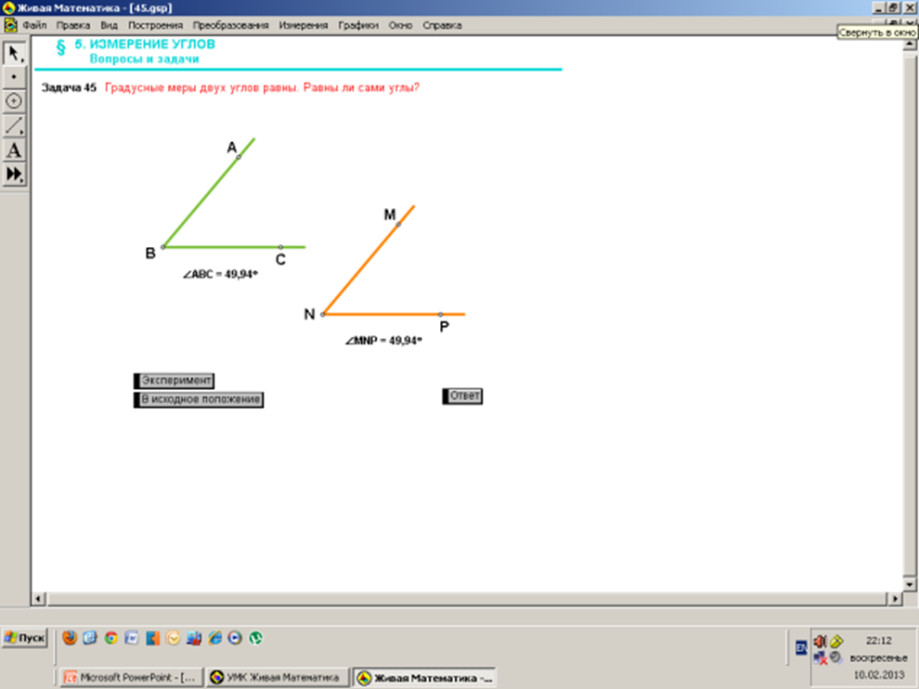 Живая Математика - [45.gsp]
Файл Правка Вид Построения Преобразования Измерения Графики Окно Справка
Свернуть в окно
§ 5. ИЗМЕРЕНИЕ УГЛОВ
Вопросы и задачи
Задача 45 Градусные меры двух углов равны. Равны ли сами углы?
A
A
M
B
C
∠ABC = 49,94°
N
P
∠MNP = 49,94°
Эксперимент
В исходное положение
Ответ
Пуск
EN
22:12
воскресенье
10.02.2013
Microsoft PowerPoint - [...
УМК Живая Математика
Живая Математика -...